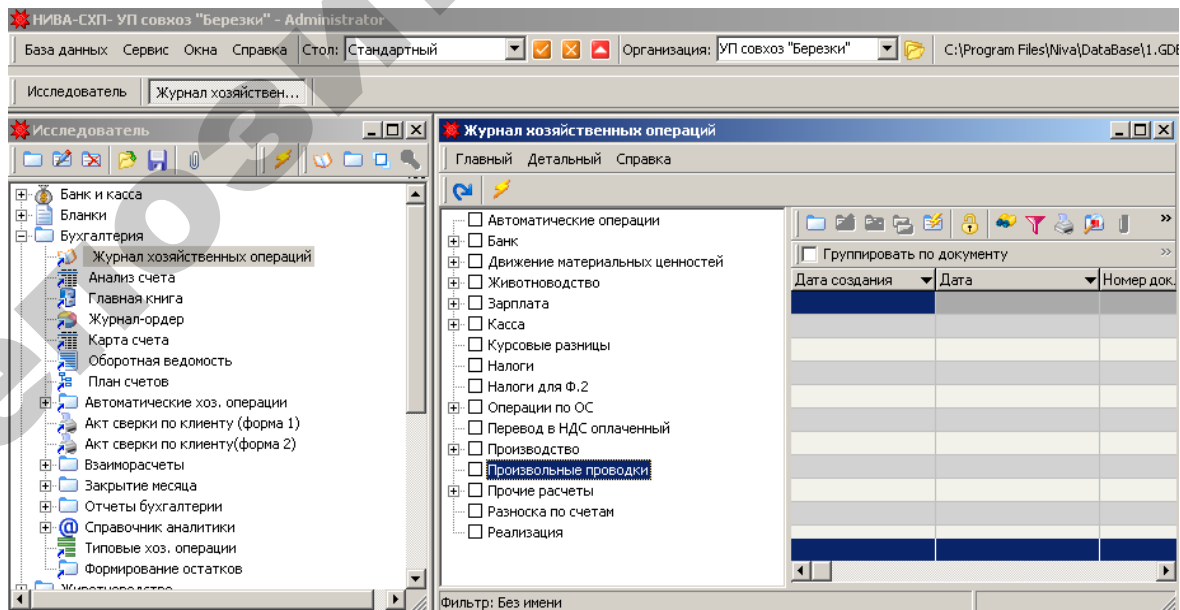 НИВА-СХП- УП совхоз "Березки" - Administrator
База данных Сервис Окна Справка Стол: Стандартный Организация: УП совхоз "Березки" C:\Program Files\Niva\DataBase\1.GDB
Исследователь Журнал хозяйствен...
Исследователь
Банк и касса
Бланки
Бухгалтерия
Журнал хозяйственных операций
Анализ счета
Главная книга
Журнал-ордер
Карта счета
Оборотная ведомость
План счетов
Автоматические хоз. операции
Акт сверки по клиенту (форма 1)
Акт сверки по клиенту(форма 2)
Взаиморасчеты
Закрытие месяца
Отчеты бухгалтерии
Справочник аналитики
Типовые хоз. операции
Формирование остатков
Животноводство
Журнал хозяйственных операций
Главный Детальный Справка
Автоматические операции
Банк
Движение материальных ценностей
Животноводство
Зарплата
Касса
Курсовые разницы
Налоги
Налоги для Ф.2
Операции по ОС
Перевод в НДС оплаченный
Производство
Произвольные проводки
Прочие расчеты
Разноска по счетам
Реализация
Группировать по документу
Дата создания Дата Номер док.
Фильтр: Без имени